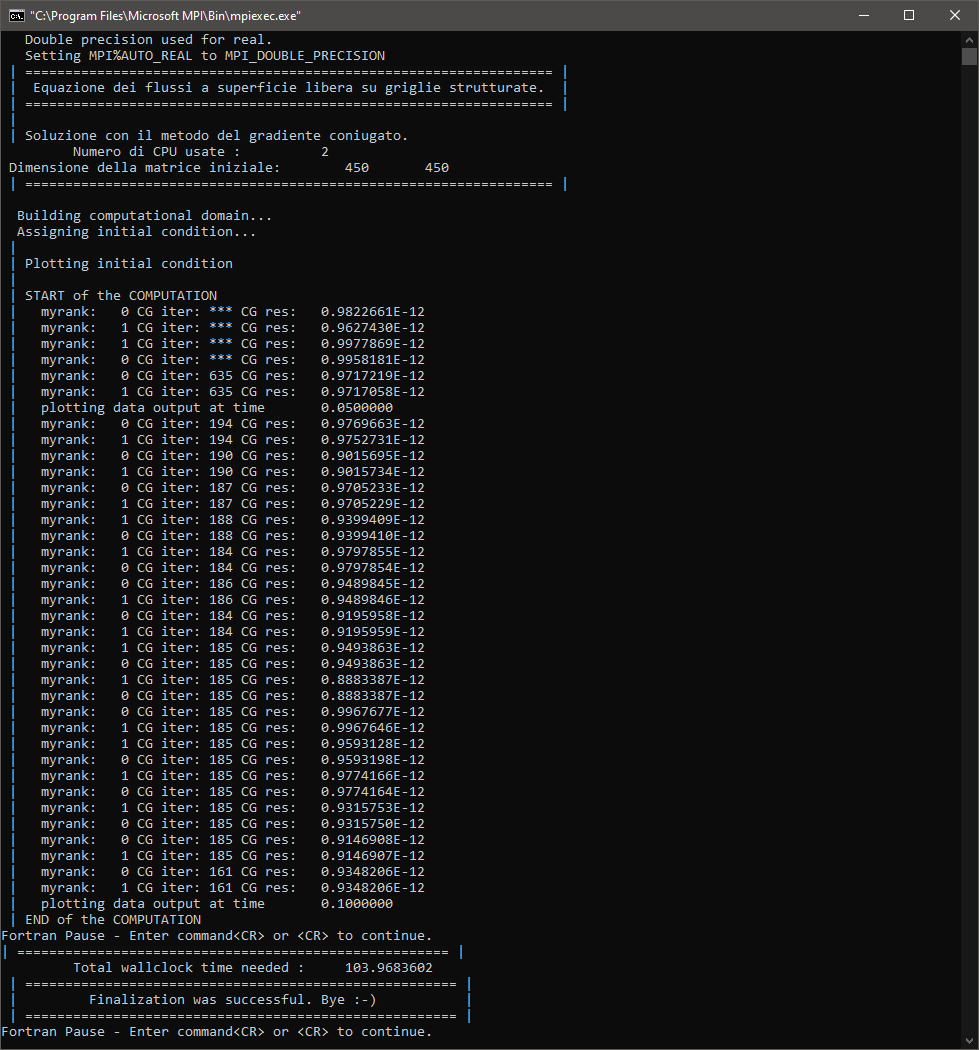 "C:\Program Files\Microsoft MPI\Bin\mpiexec.exe"
Double precision used for real.
Setting MPI%AUTO_REAL to MPI_DOUBLE_PRECISION
| ================================================================== |
|  Equazione dei flussi a superficie libera su griglie strutturate.  |
| ================================================================== |
|
| Soluzione con il metodo del gradiente coniugato.
Numero di CPU usate :          2
Dimensione della matrice iniziale:        450       450
| ================================================================== |
Building computational domain...
Assigning initial condition...
|
| Plotting initial condition
|
| START of the COMPUTATION
|   myrank:   0 CG iter: *** CG res:   0.9822661E-12
|   myrank:   1 CG iter: *** CG res:   0.9627430E-12
|   myrank:   1 CG iter: *** CG res:   0.9977869E-12
|   myrank:   0 CG iter: *** CG res:   0.9958181E-12
|   myrank:   0 CG iter: 635 CG res:   0.9717219E-12
|   myrank:   1 CG iter: 635 CG res:   0.9717058E-12
|   plotting data output at time       0.0500000
|   myrank:   0 CG iter: 194 CG res:   0.9769663E-12
|   myrank:   1 CG iter: 194 CG res:   0.9752731E-12
|   myrank:   0 CG iter: 190 CG res:   0.9015695E-12
|   myrank:   1 CG iter: 190 CG res:   0.9015734E-12
|   myrank:   0 CG iter: 187 CG res:   0.9705233E-12
|   myrank:   1 CG iter: 187 CG res:   0.9705229E-12
|   myrank:   1 CG iter: 188 CG res:   0.9399409E-12
|   myrank:   0 CG iter: 188 CG res:   0.9399410E-12
|   myrank:   1 CG iter: 184 CG res:   0.9797855E-12
|   myrank:   0 CG iter: 184 CG res:   0.9797854E-12
|   myrank:   0 CG iter: 186 CG res:   0.9489845E-12
|   myrank:   1 CG iter: 186 CG res:   0.9489846E-12
|   myrank:   0 CG iter: 184 CG res:   0.9195958E-12
|   myrank:   1 CG iter: 184 CG res:   0.9195959E-12
|   myrank:   1 CG iter: 185 CG res:   0.9493863E-12
|   myrank:   0 CG iter: 185 CG res:   0.9493863E-12
|   myrank:   1 CG iter: 185 CG res:   0.8883387E-12
|   myrank:   0 CG iter: 185 CG res:   0.8883387E-12
|   myrank:   0 CG iter: 185 CG res:   0.9967677E-12
|   myrank:   1 CG iter: 185 CG res:   0.9967646E-12
|   myrank:   1 CG iter: 185 CG res:   0.9593128E-12
|   myrank:   0 CG iter: 185 CG res:   0.9593198E-12
|   myrank:   1 CG iter: 185 CG res:   0.9774166E-12
|   myrank:   0 CG iter: 185 CG res:   0.9774164E-12
|   myrank:   1 CG iter: 185 CG res:   0.9315753E-12
|   myrank:   0 CG iter: 185 CG res:   0.9315750E-12
|   myrank:   0 CG iter: 185 CG res:   0.9146908E-12
|   myrank:   1 CG iter: 185 CG res:   0.9146907E-12
|   myrank:   0 CG iter: 161 CG res:   0.9348206E-12
|   myrank:   1 CG iter: 161 CG res:   0.9348206E-12
|   plotting data output at time       0.1000000
| END of the COMPUTATION
Fortran Pause - Enter command<CR> or <CR> to continue.
| ====================================================== |
Total wallclock time needed :     103.9683602
| ====================================================== |
|         Finalization was successful. Bye :-)           |
| ====================================================== |
Fortran Pause - Enter command<CR> or <CR> to continue.